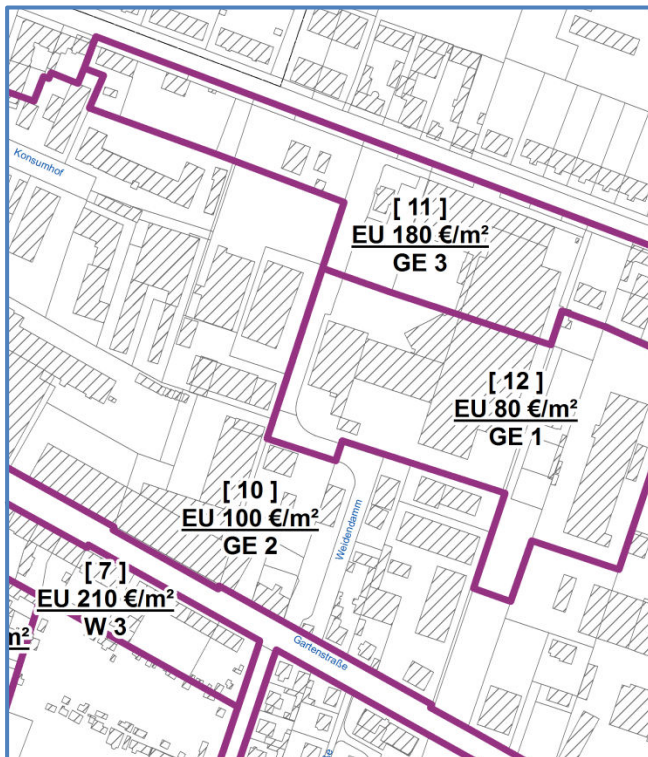 Konsumhof
[ 11 ]
EU 180 €/m²
GE 3
[ 12 ]
EU 80 €/m²
GE 1
[ 10 ]
EU 100 €/m²
GE 2
Weidendamm
[ 7 ]
EU 210 €/m²
W 3
m²
Gartenstraße